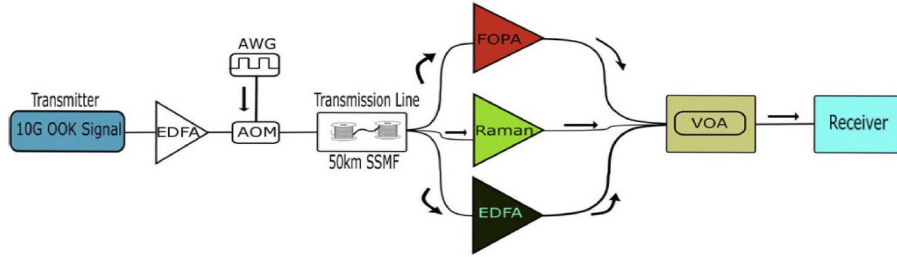 AWG
Transmitter
10G OOK Signal
EDFA
AOM
Transmission Line
50km SSMF
FOPA
Raman
EDFA
VOA
Receiver